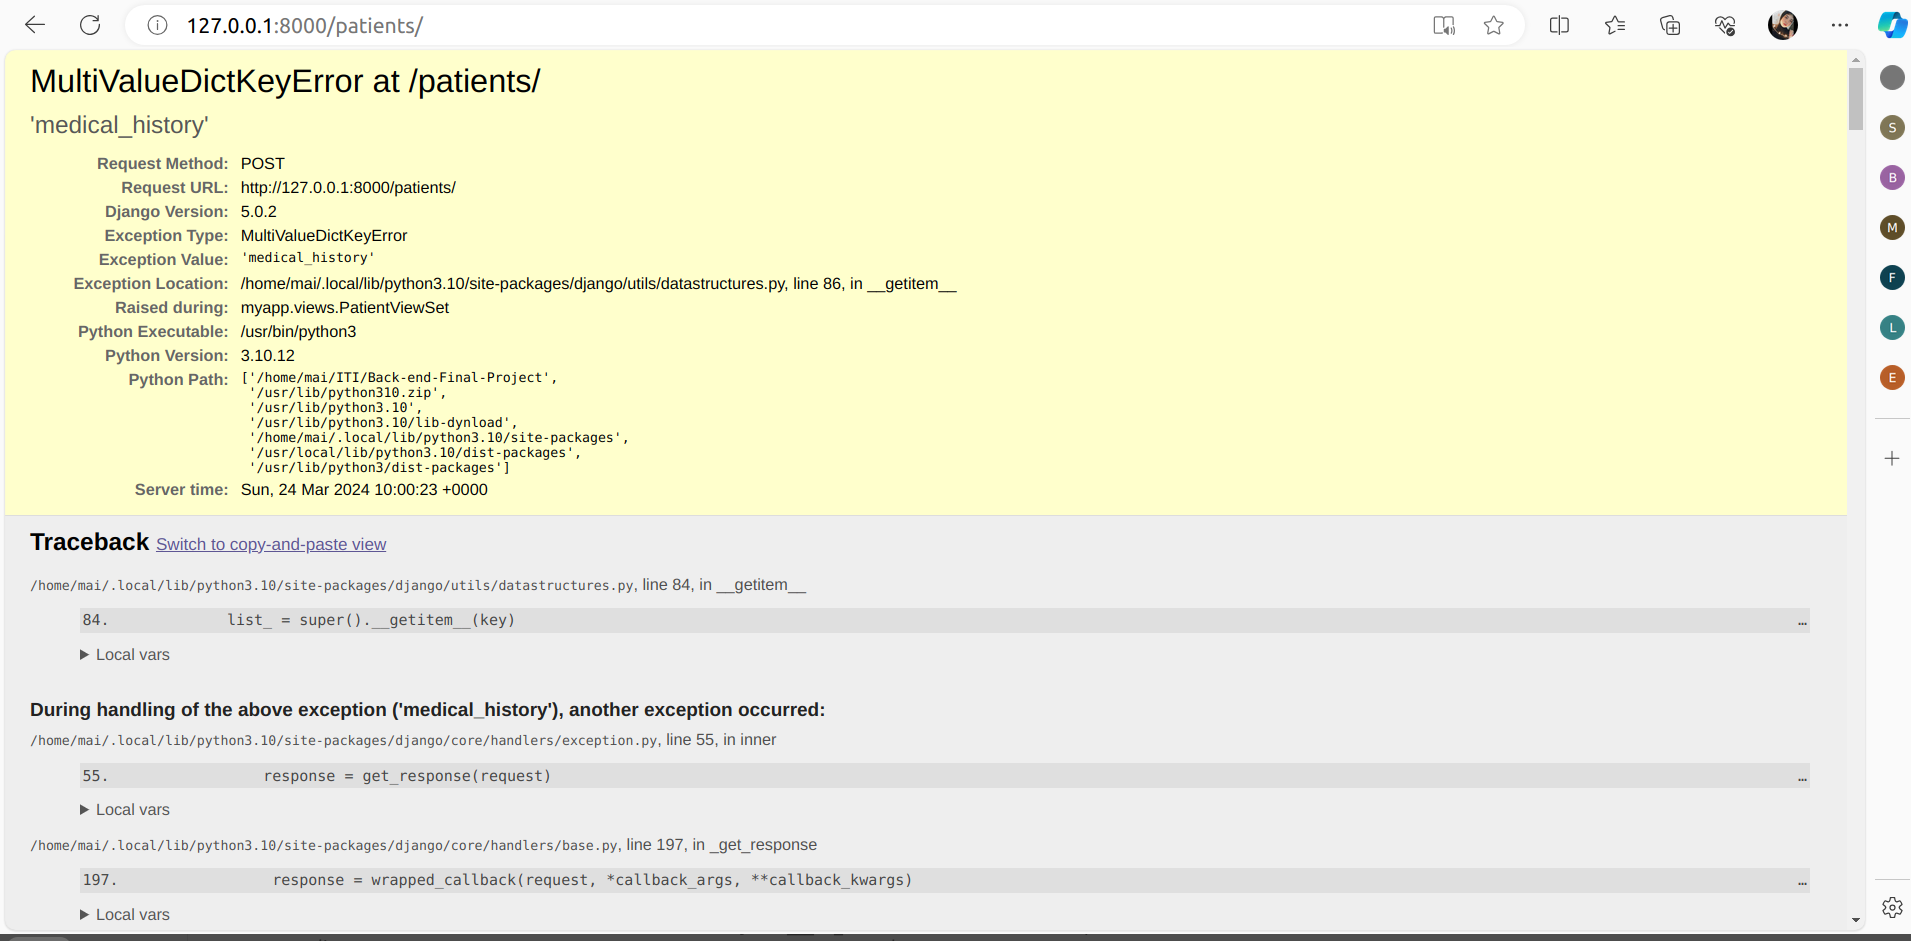 127.0.0.1:8000/patients/
MultiValueDictKeyError at /patients/
'medical_history'
Request Method: POST
Request URL: http://127.0.0.1:8000/patients/
Django Version: 5.0.2
Exception Type: MultiValueDictKeyError
Exception Value: 'medical_history'
Exception Location: /home/mai/.local/lib/python3.10/site-packages/django/utils/datastructures.py, line 86, in __getitem__
Raised during: myapp.views.PatientViewSet
Python Executable: /usr/bin/python3
Python Version: 3.10.12
Python Path: ['/home/mai/ITI/Back-end-Final-Project',
'/usr/lib/python310.zip',
'/usr/lib/python3.10',
'/usr/lib/python3.10/lib-dynload',
'/home/mai/.local/lib/python3.10/site-packages',
'/usr/local/lib/python3.10/dist-packages',
'/usr/lib/python3/dist-packages']
Server time: Sun, 24 Mar 2024 10:00:23 +0000
Traceback Switch to copy-and-paste view
/home/mai/.local/lib/python3.10/site-packages/django/utils/datastructures.py, line 84, in __getitem__
84. list_ = super().__getitem__(key) …
Local vars
During handling of the above exception ('medical_history'), another exception occurred:
/home/mai/.local/lib/python3.10/site-packages/django/core/handlers/exception.py, line 55, in inner
55. response = get_response(request) …
Local vars
/home/mai/.local/lib/python3.10/site-packages/django/core/handlers/base.py, line 197, in _get_response
197. response = wrapped_callback(request, *callback_args, **callback_kwargs) …
Local vars
S
B
M
F
L
E